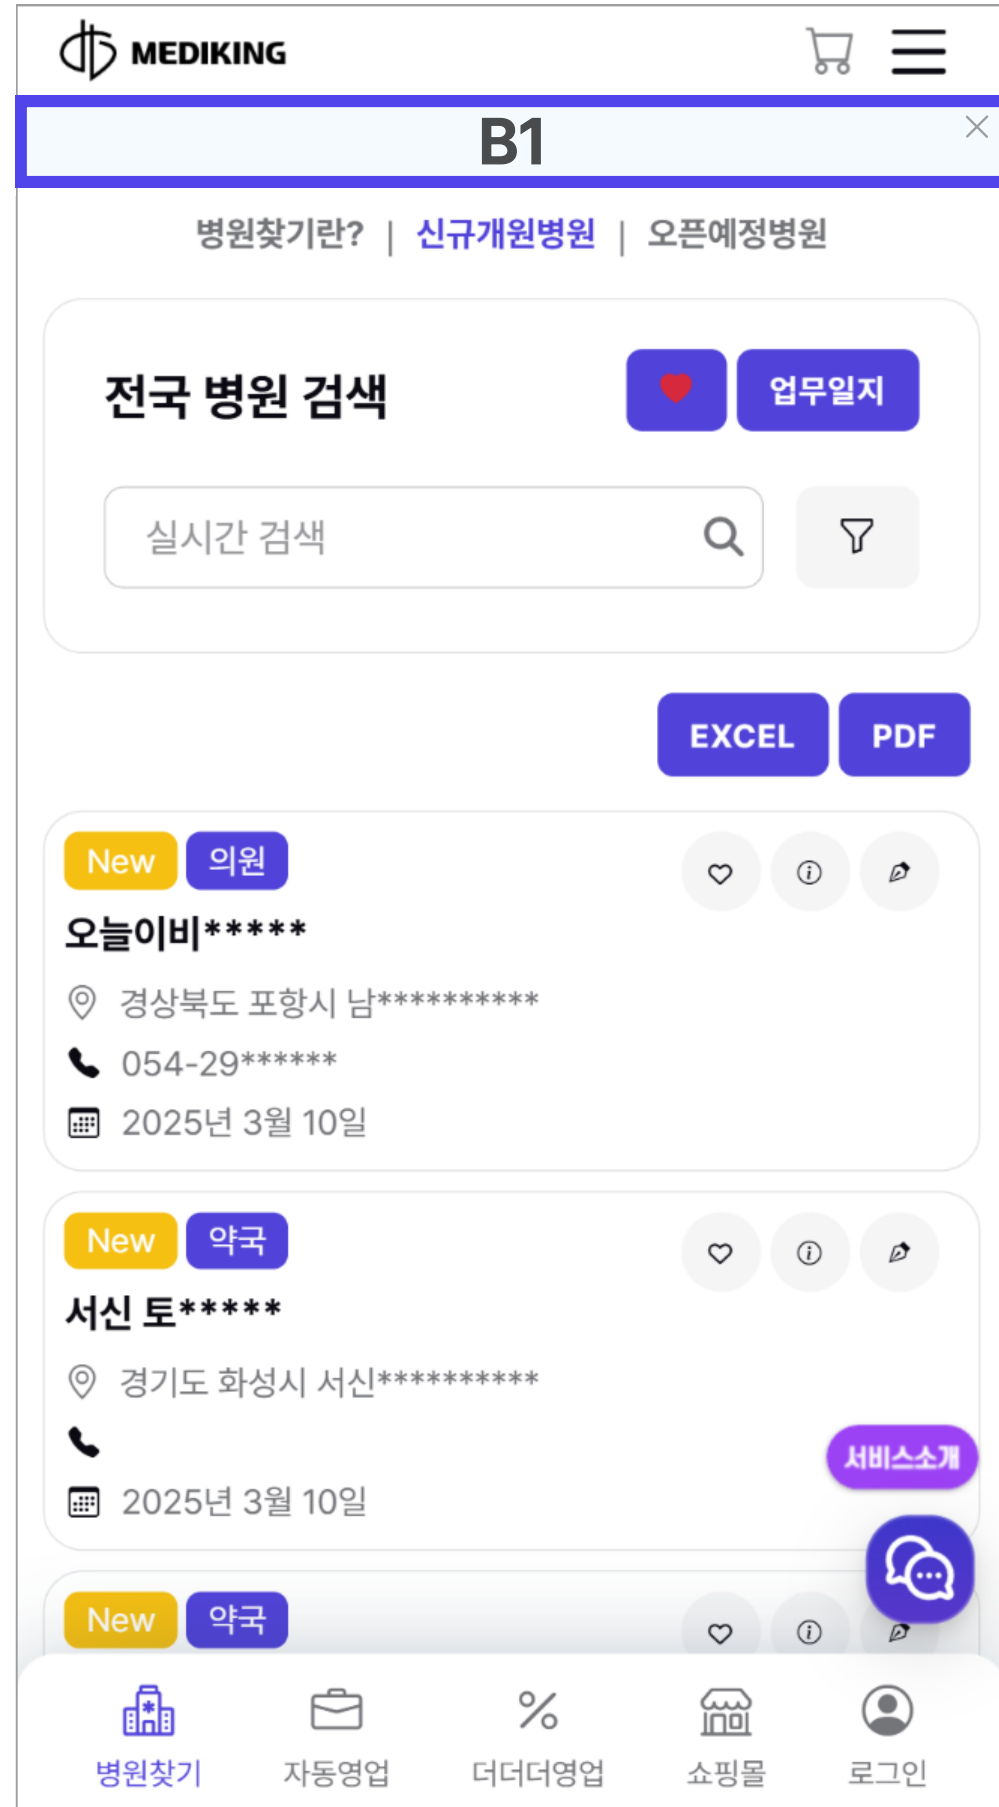 MEDIKING
B1
병원찾기란? | 신규개원병원 | 오픈예정병원
전국 병원 검색
업무일지
실시간 검색
EXCEL PDF
New 의원
오늘이비*****
경상북도 포항시 남**********
054-29******
2025년 3월 10일
New 약국
서신 토*****
경기도 화성시 서신**********
2025년 3월 10일
서비스소개
New 약국
병원찾기 자동영업 더더더영업 쇼핑몰 로그인